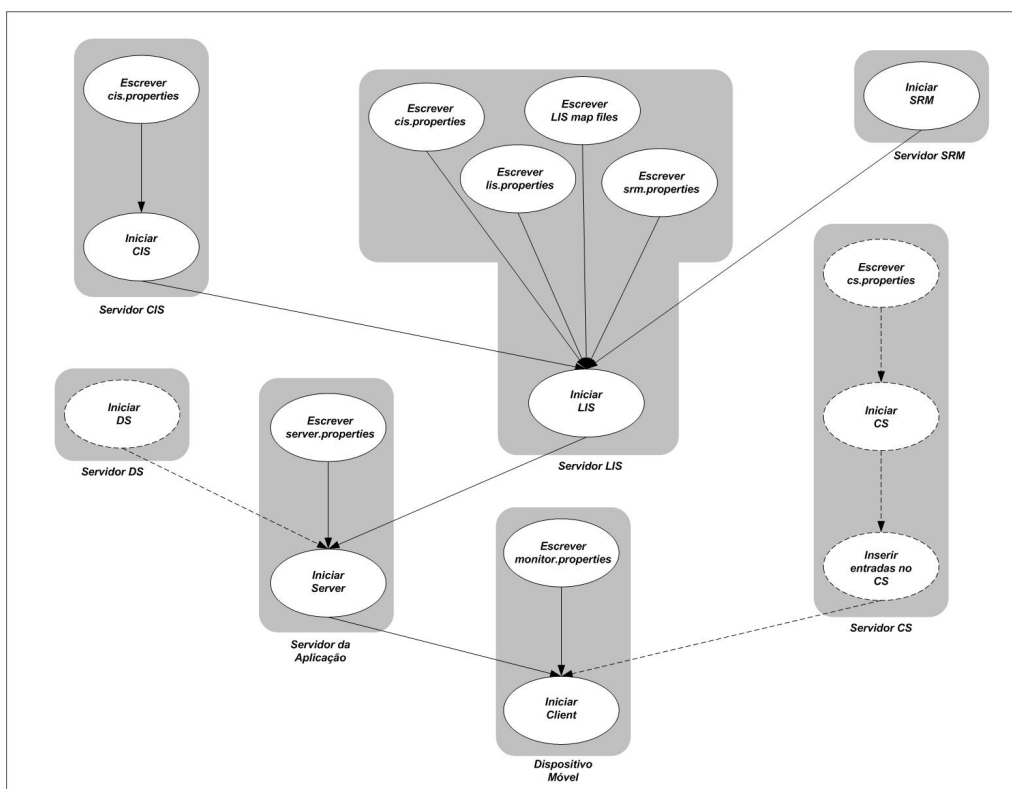 Escrever
cis.properties
Iniciar
CIS
Servidor CIS
Escrever
cis.properties
Escrever
LIS map files
Escrever
lis.properties
Escrever
srm.properties
Iniciar
LIS
Servidor LIS
Iniciar
SRM
Servidor SRM
Escrever
cs.properties
Iniciar
CS
Inserir
entradas no
CS
Servidor CS
Iniciar
DS
Servidor DS
Escrever
server.properties
Iniciar
Server
Servidor da
Aplicação
Escrever
monitor.properties
Iniciar
Client
Dispositivo
Móvel